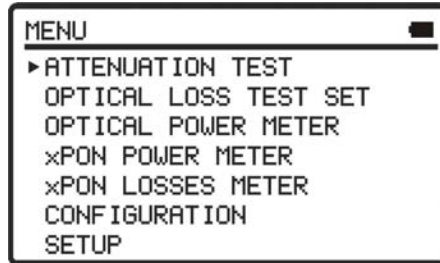 MENU
▸ATTENUATION TEST
OPTICAL LOSS TEST SET
OPTICAL POWER METER
xPON POWER METER
xPON LOSSES METER
CONFIGURATION
SETUP